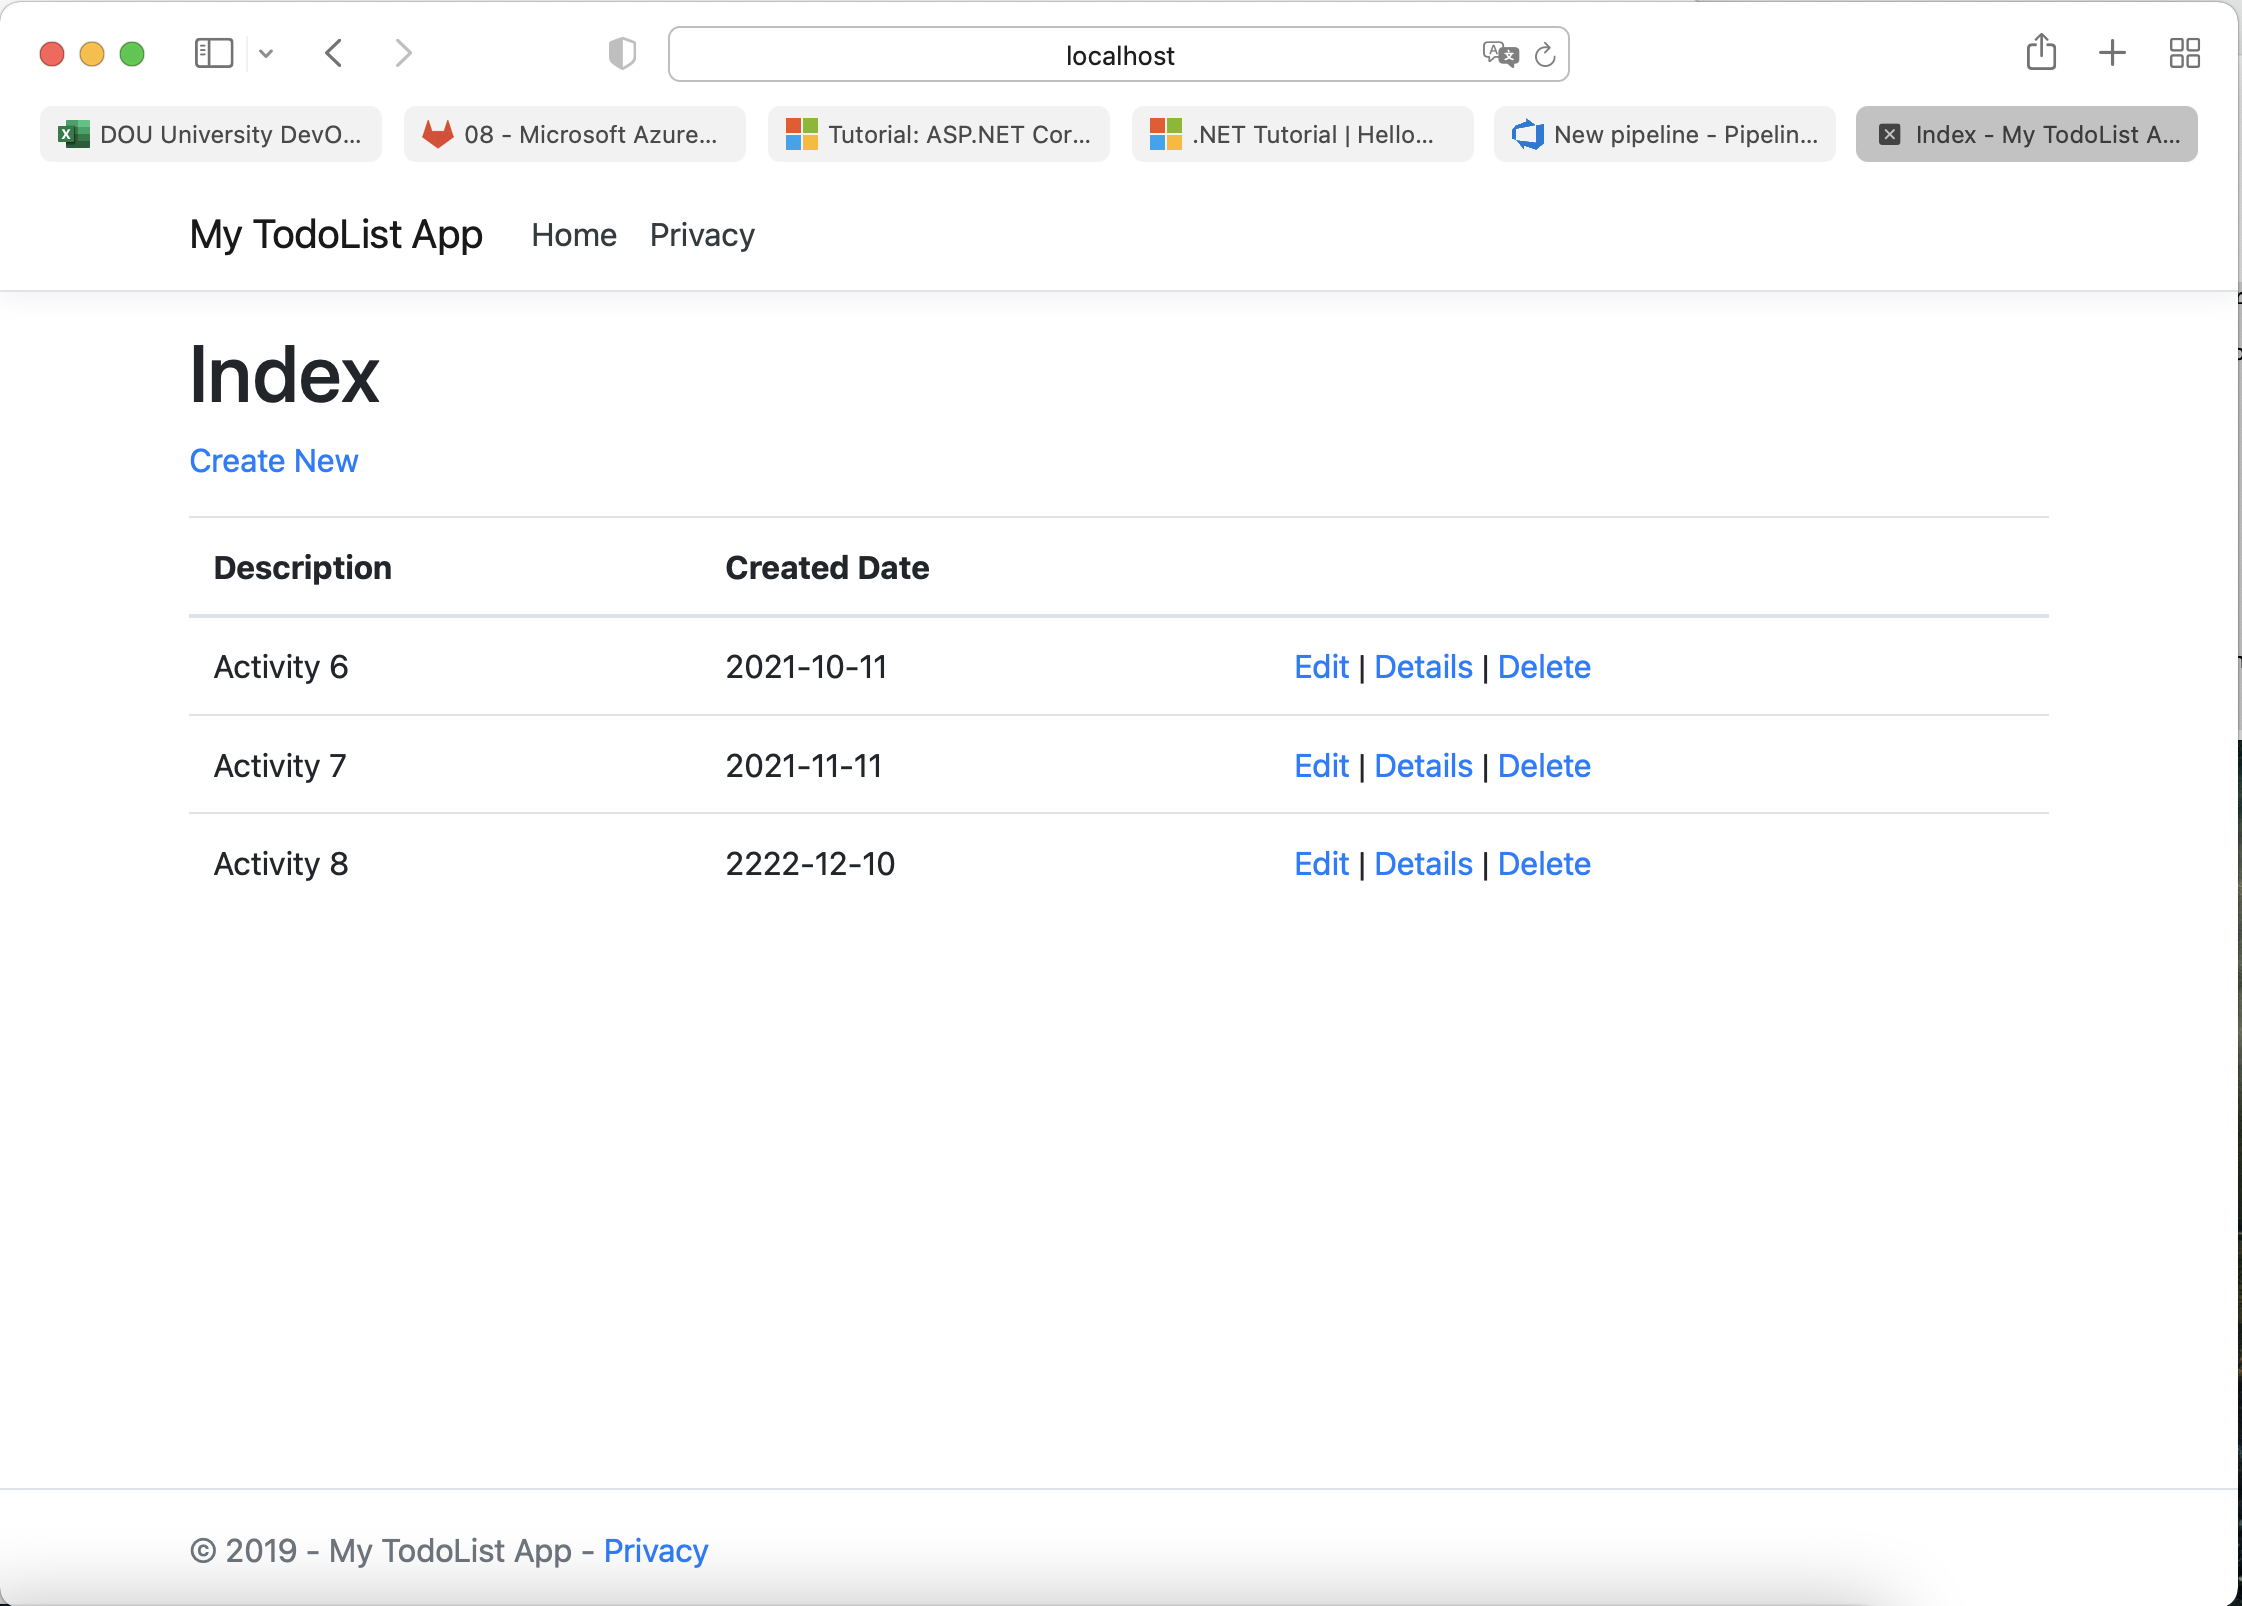 localhost
DOU University DevO...
08 - Microsoft Azure...
Tutorial: ASP.NET Cor...
.NET Tutorial | Hello...
New pipeline - Pipelin...
Index - My TodoList A...
My TodoList App Home Privacy
Index
Create New
Description Created Date
Activity 6 2021-10-11 Edit | Details | Delete
Activity 7 2021-11-11 Edit | Details | Delete
Activity 8 2222-12-10 Edit | Details | Delete
© 2019 - My TodoList App - Privacy